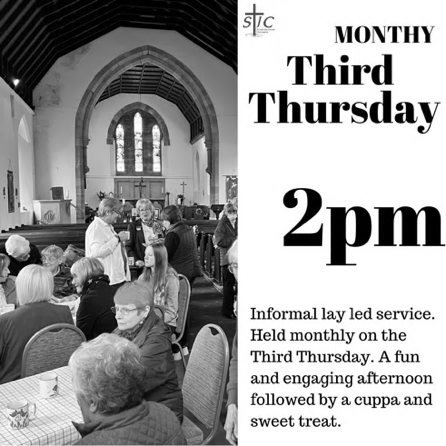 STC
MONTHY
Third
Thursday
2pm
Informal lay led service.
Held monthly on the
Third Thursday. A fun
and engaging afternoon
followed by a cuppa and
sweet treat.